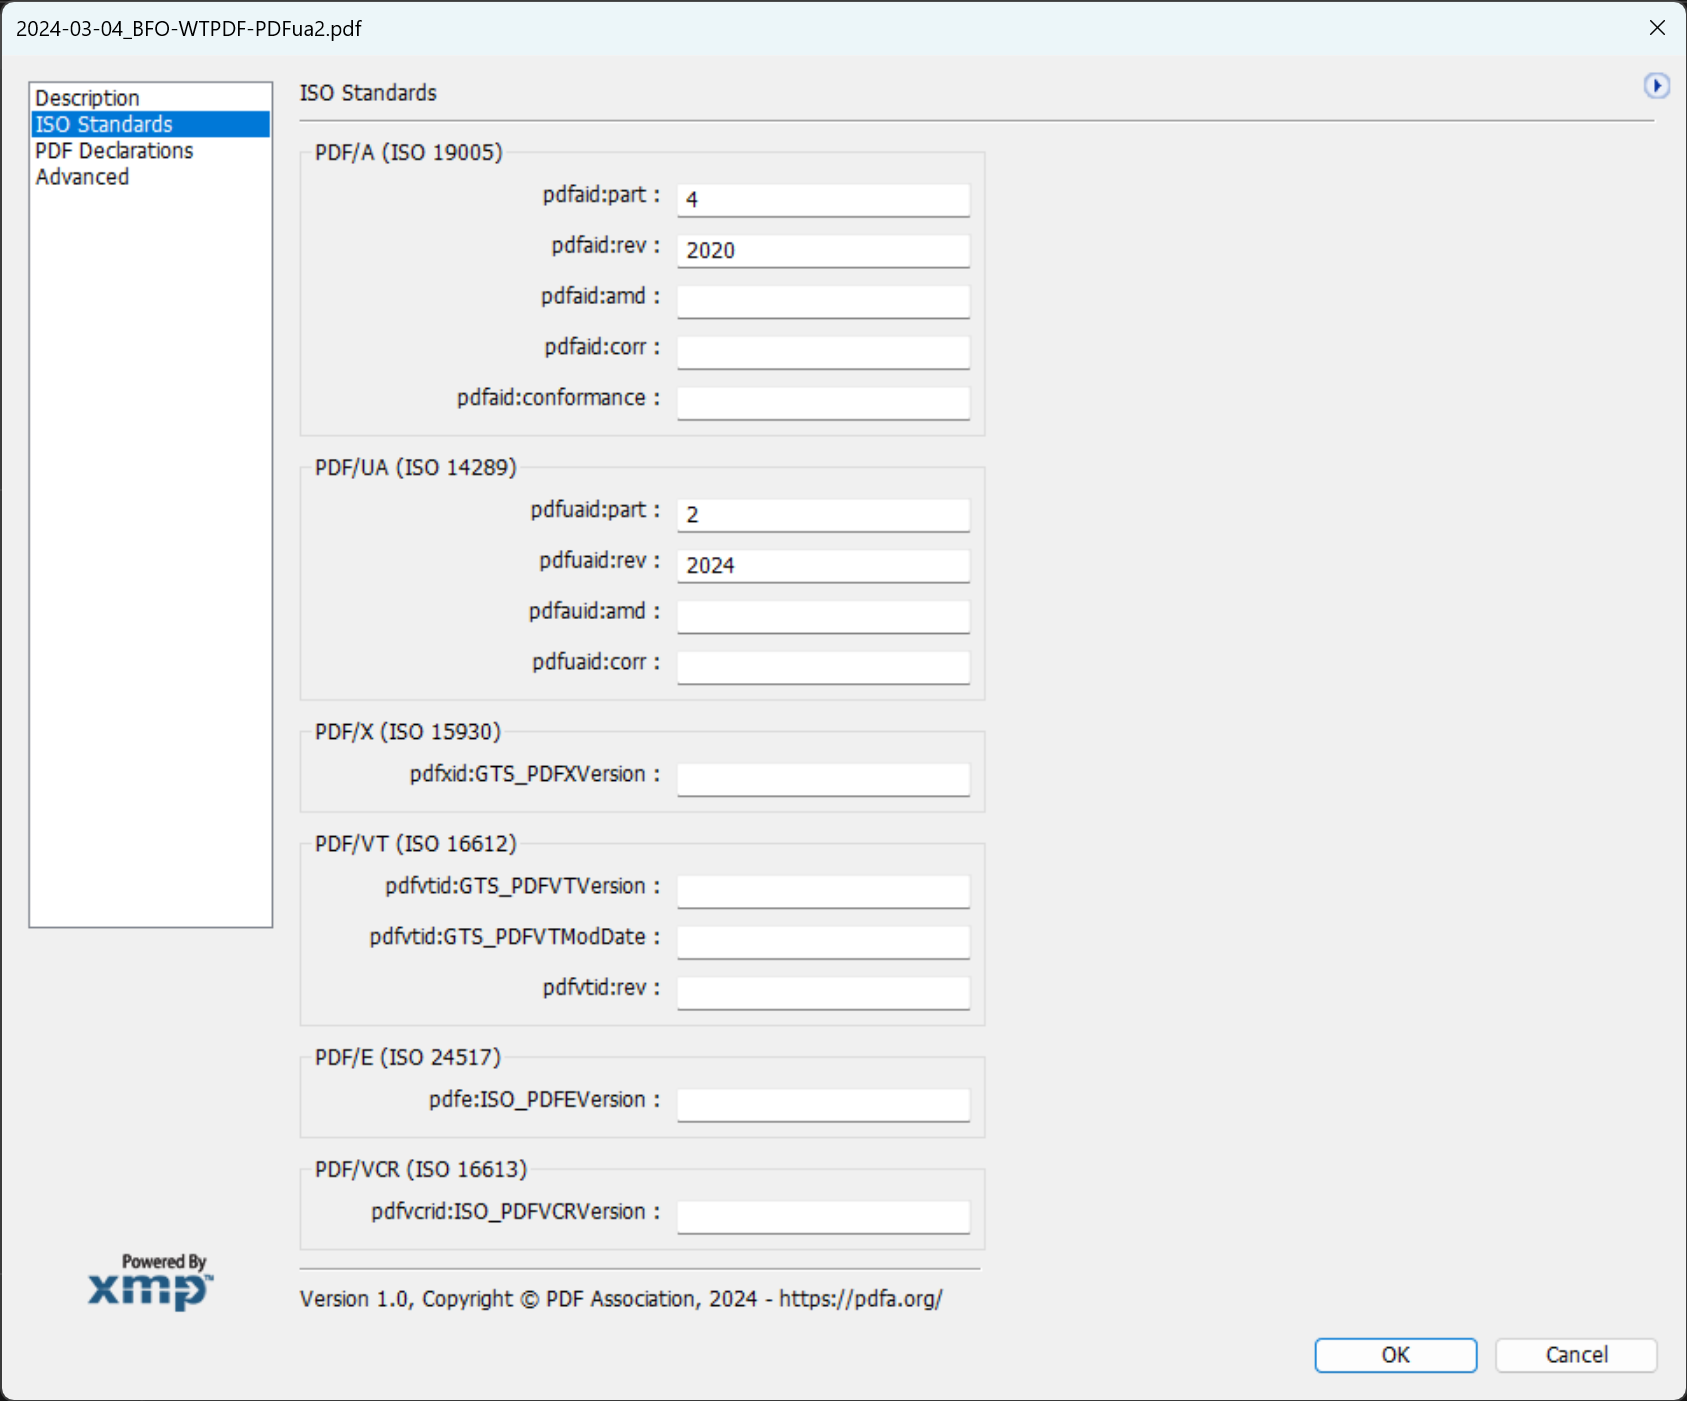 2024-03-04_BFO-WTPDF-PDFua2.pdf
Description
ISO Standards
PDF Declarations
Advanced
ISO Standards
PDF/A (ISO 19005)
pdfaid:part : 4
pdfaid:rev : 2020
pdfaid:amd :
pdfaid:corr :
pdfaid:conformance :
PDF/UA (ISO 14289)
pdfuaid:part : 2
pdfuaid:rev : 2024
pdfauid:amd :
pdfuaid:corr :
PDF/X (ISO 15930)
pdfxid:GTS_PDFXVersion :
PDF/VT (ISO 16612)
pdfvtid:GTS_PDFVTVersion :
pdfvtid:GTS_PDFVTModDate :
pdfvtid:rev :
PDF/E (ISO 24517)
pdfe:ISO_PDFEVersion :
PDF/VCR (ISO 16613)
pdfvcrid:ISO_PDFVCRVersion :
Powered By
xmp™
Version 1.0, Copyright © PDF Association, 2024 - https://pdfa.org/
OK
Cancel